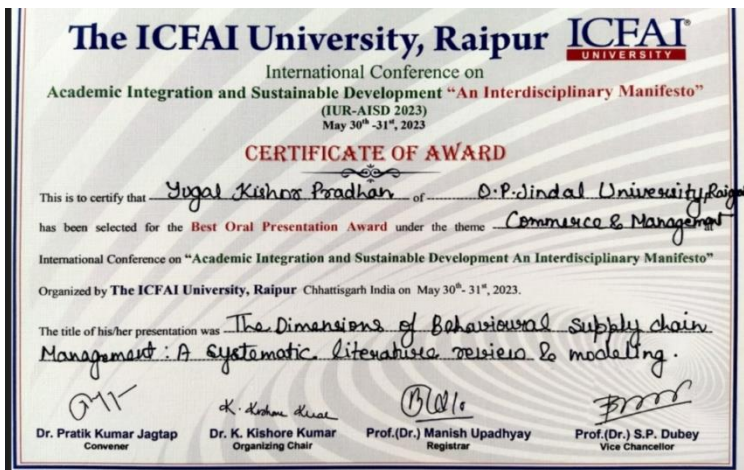 The ICFAI University, Raipur ICFAI
UNIVERSITY
International Conference on
Academic Integration and Sustainable Development “An Interdisciplinary Manifesto”
(IUR-AISD 2023)
May 30th -31st, 2023
CERTIFICATE OF AWARD
This is to certify that Yugal Kishor Pradhan of O.P. Jindal University, Raiga
has been selected for the Best Oral Presentation Award under the theme Commerce & Management
International Conference on “Academic Integration and Sustainable Development An Interdisciplinary Manifesto”
Organized by The ICFAI University, Raipur Chhattisgarh India on May 30th- 31st, 2023.
The title of his/her presentation was The Dimensions of Behavioural supply chain
Management : A systematic literature review & modeling.
Dr. Pratik Kumar Jagtap Dr. K. Kishore Kumar Prof.(Dr.) Manish Upadhyay Prof.(Dr.) S.P. Dubey
Convener Organizing Chair Registrar Vice Chancellor